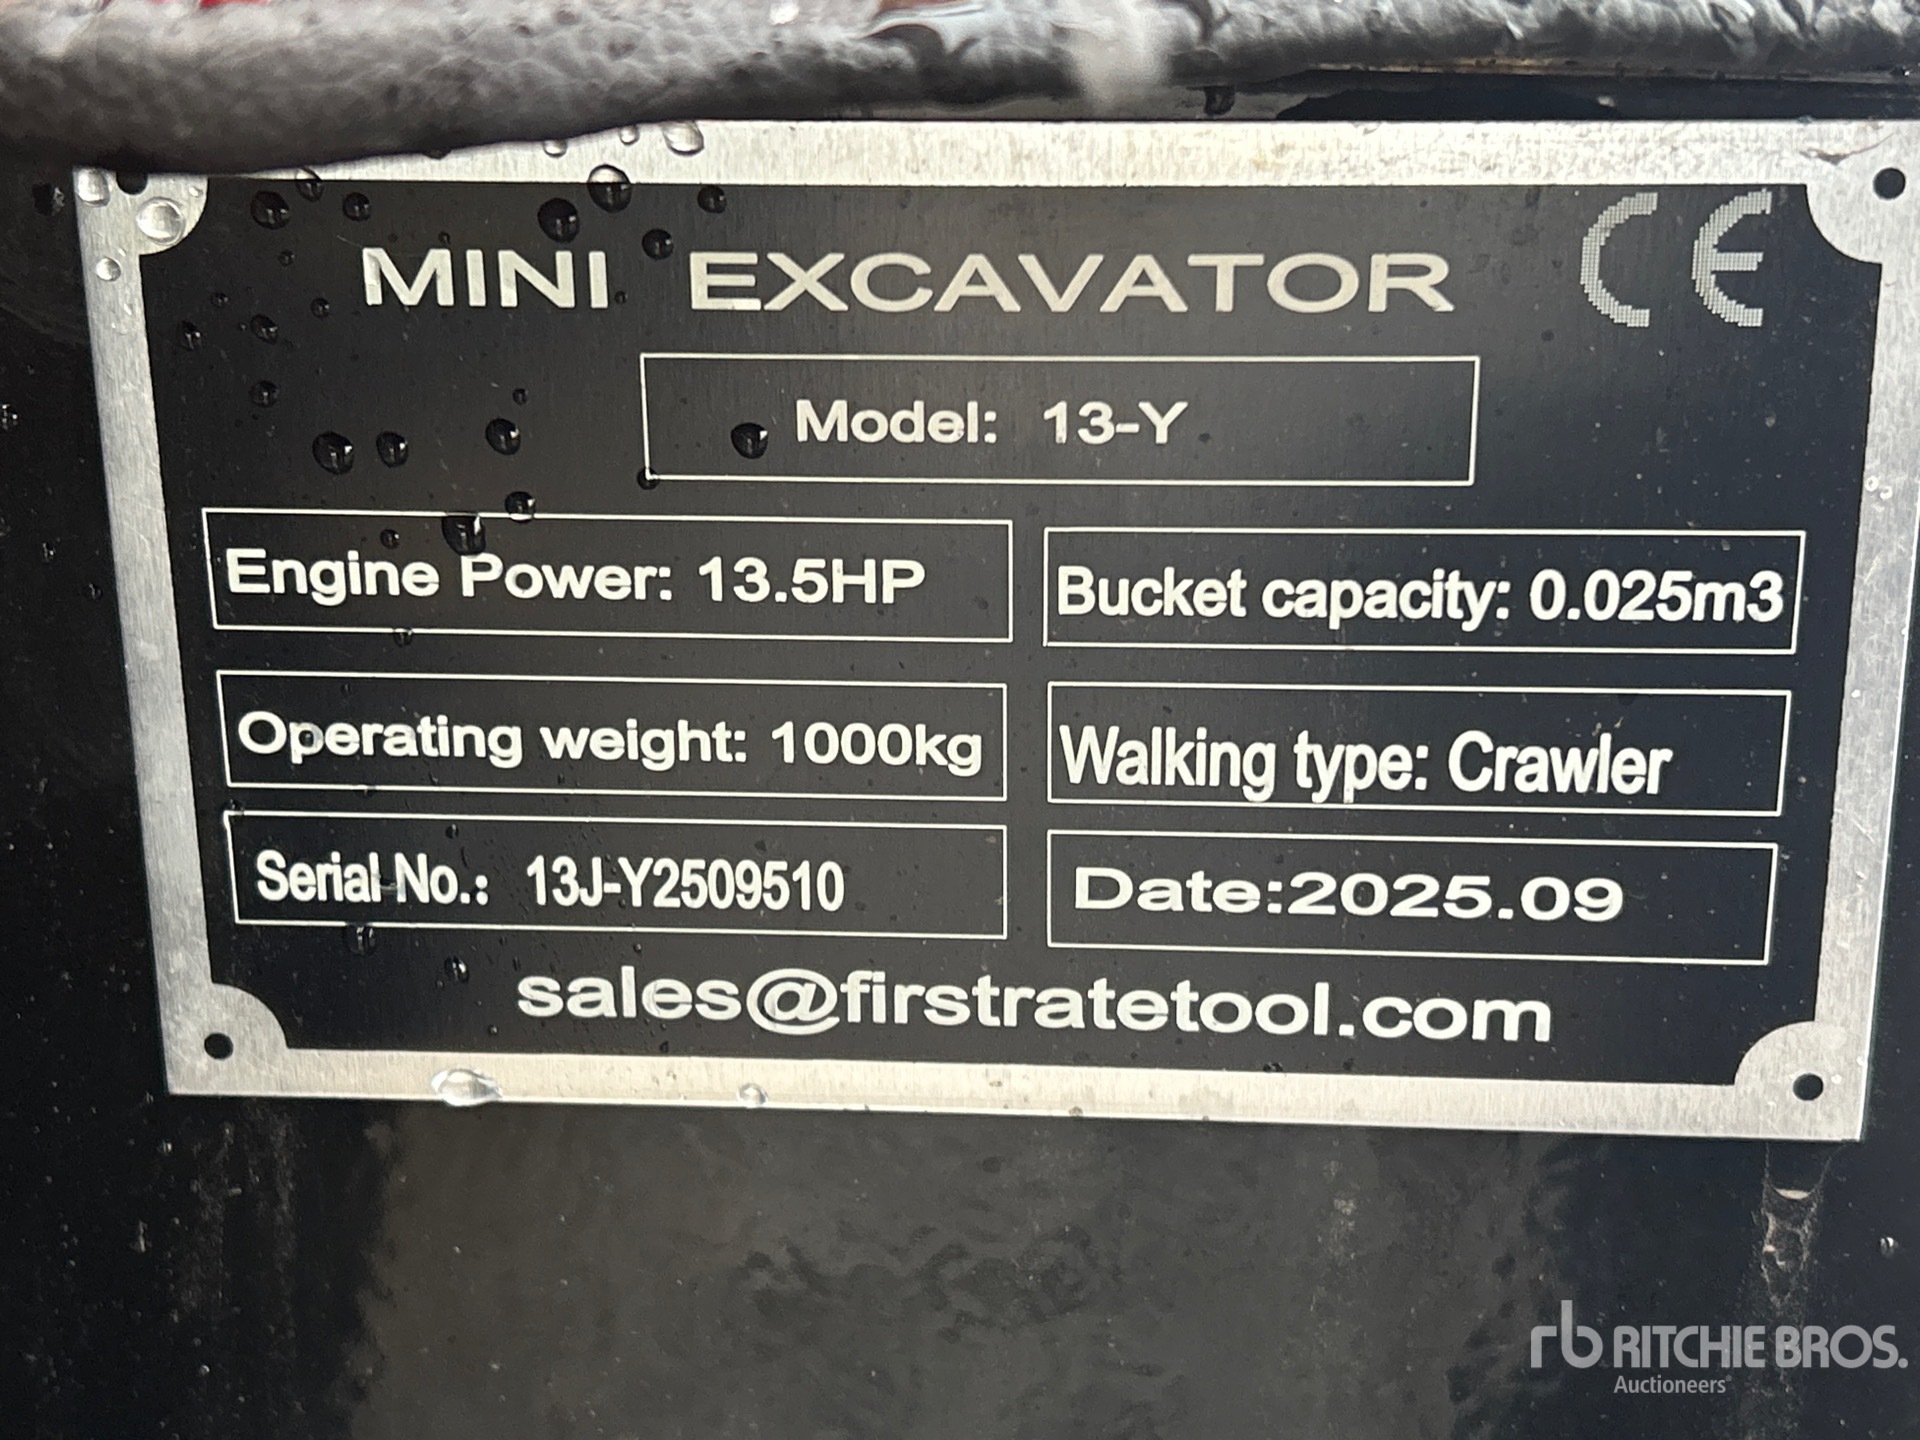 MINI EXCAVATOR CE
Model: 13-Y
Engine Power: 13.5HP
Bucket capacity: 0.025m3
Operating weight: 1000kg
Walking type: Crawler
Serial No.: 13J-Y2509510
Date:2025.09
sales@firstratetool.com
rb RITCHIE BROS.
Auctioneers